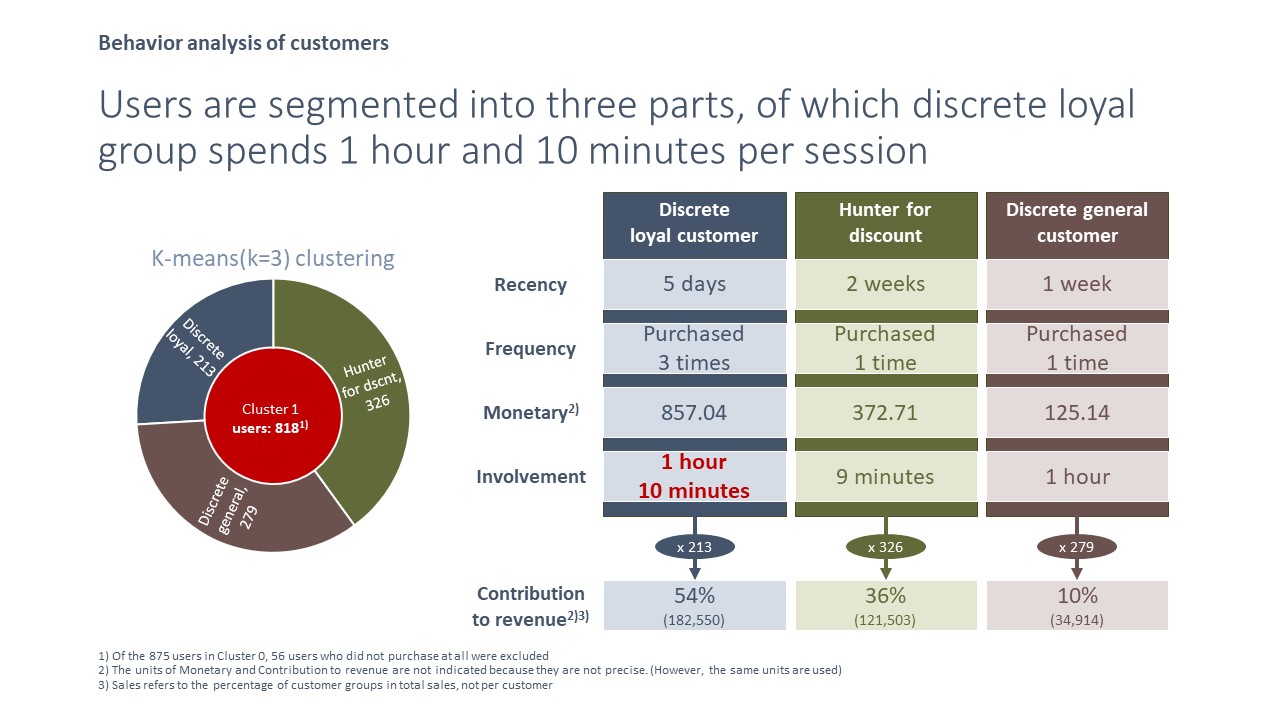 Behavior analysis of customers
Users are segmented into three parts, of which discrete loyal
group spends 1 hour and 10 minutes per session
K-means(k=3) clustering
Discrete
loyal, 213
Hunter
for dscnt,
326
Discrete
general,
279
Cluster 1
users: 818¹⁾
Discrete
loyal customer
Hunter for
discount
Discrete general
customer
Recency
5 days
2 weeks
1 week
Frequency
Purchased
3 times
Purchased
1 time
Purchased
1 time
Monetary²⁾
857.04
372.71
125.14
Involvement
1 hour
10 minutes
9 minutes
1 hour
x 213
x 326
x 279
Contribution
to revenue²⁾³⁾
54%
(182,550)
36%
(121,503)
10%
(34,914)
1) Of the 875 users in Cluster 0, 56 users who did not purchase at all were excluded
2) The units of Monetary and Contribution to revenue are not indicated because they are not precise. (However, the same units are used)
3) Sales refers to the percentage of customer groups in total sales, not per customer